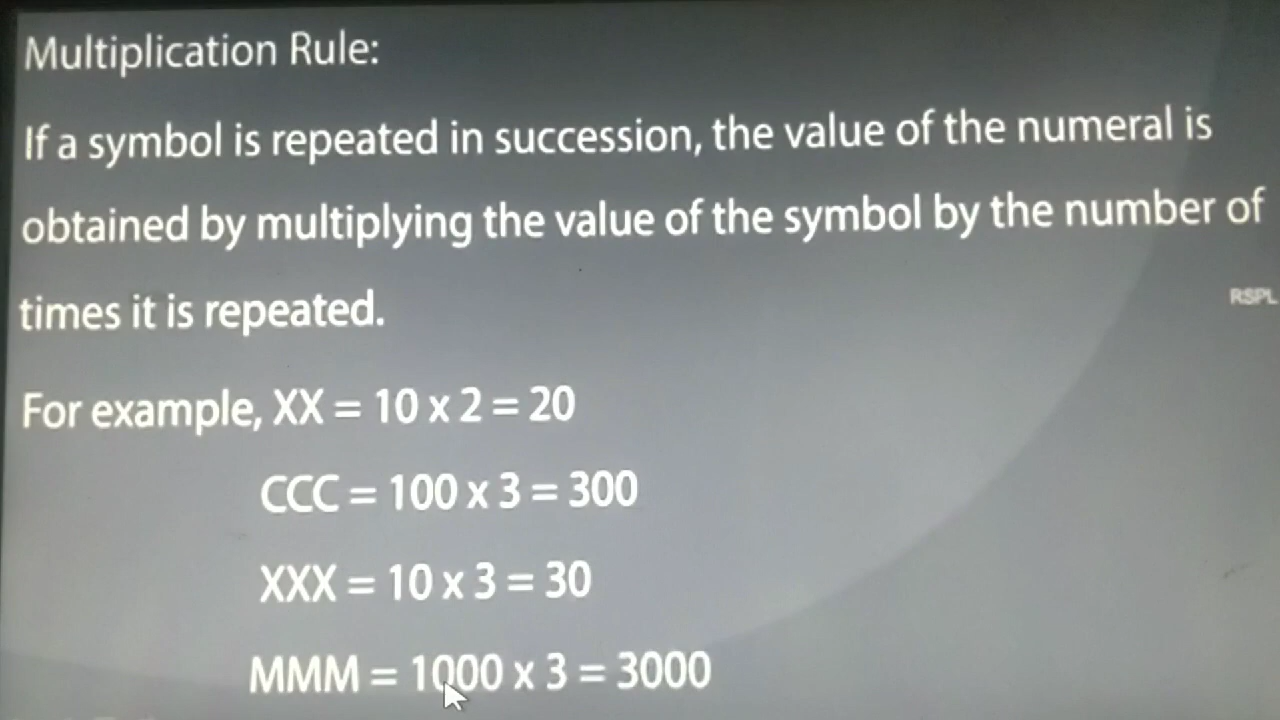 Multiplication Rule:
If a symbol is repeated in succession, the value of the numeral is
obtained by multiplying the value of the symbol by the number of
times it is repeated.
RSPL
For example, XX = 10 x 2 = 20
CCC = 100 x 3 = 300
XXX = 10 x 3 = 30
MMM = 1000 x 3 = 3000